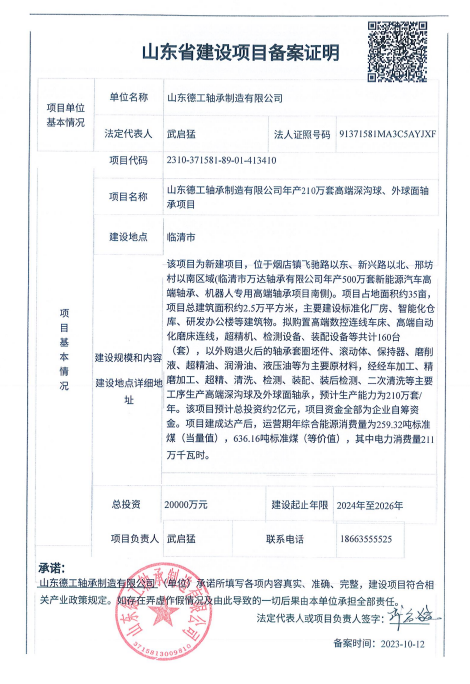 山东省建设项目备案证明
项目单位
基本情况
单位名称
山东德工轴承制造有限公司
法定代表人
武启猛
法人证照号码
91371581MA3C5AYJXF
项目基本情况
项目代码
2310-371581-89-01-413410
项目名称
山东德工轴承制造有限公司年产210万套高端深沟球、外球面轴
承项目
建设地点
临清市
建设规模和内容
建设地点详细地
址
该项目为新建项目，位于烟店镇飞驰路以东、新兴路以北、邢坊
村以南区域(临清市万达轴承有限公司年产500万套新能源汽车高
端轴承、机器人专用高端轴承项目南侧)。项目占地面积约35亩，
项目总建筑面积约2.5万平方米，主要建设标准化厂房、智能化仓
库、研发办公楼等建筑物。拟购置高端数控连线车床、高端自动
化磨床连线，超精机、检测设备、装配设备等共计160台
（套），以外购退火后的轴承套圈坯件、滚动体、保持器、磨削
液、超精油、润滑油、液压油等为主要原材料，经经车加工、精
磨加工、超精、清洗、检测、装配、装后检测、二次清洗等主要
工序生产高端深沟球及外球面轴承，预计生产能力为210万套/
年。该项目预计总投资约2亿元，项目资金全部为企业自筹资
金。项目建成达产后，运营期年综合能源消费量为259.32吨标准
煤（当量值），636.16吨标准煤（等价值），其中电力消费量211
万千瓦时。
总投资
20000万元
建设起止年限
2024年至2026年
项目负责人
武启猛
联系电话
18663555525
承诺：
山东德工轴承制造有限公司（单位）承诺所填写各项内容真实、准确、完整，建设项目符合相
关产业政策规定。如存在弄虚作假情况及由此导致的一切后果由本单位承担全部责任。
法定代表人或项目负责人签字：
备案时间：2023-10-12
山东德工轴承制造有限公司
3715813009410